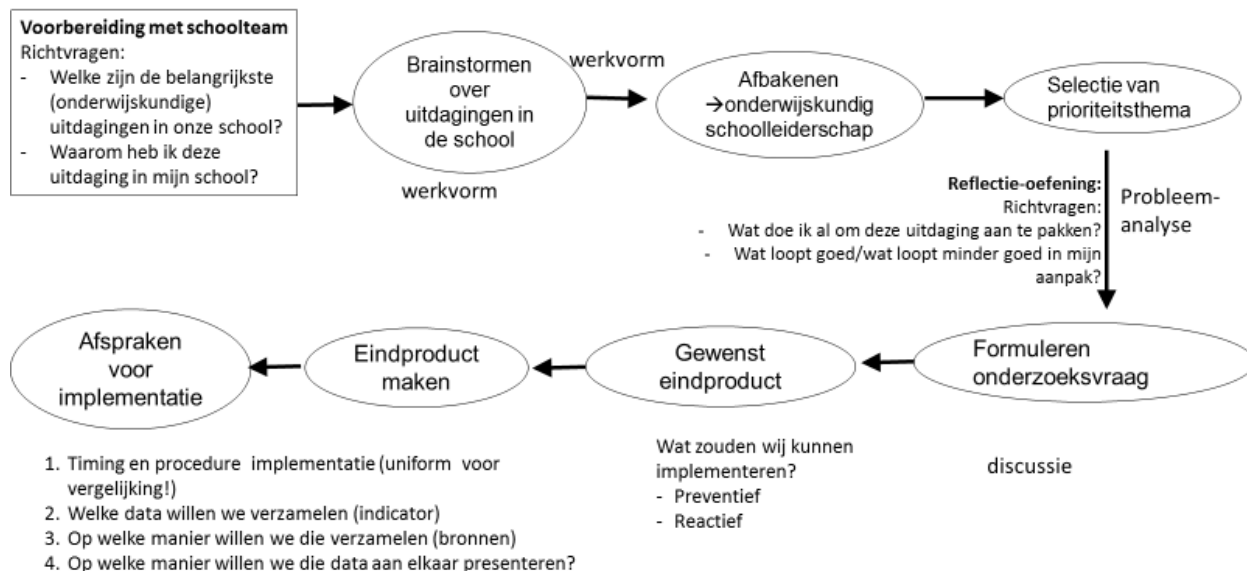 Voorbereiding met schoolteam
Richtvragen:
- Welke zijn de belangrijkste
(onderwijskundige)
uitdagingen in onze school?
- Waarom heb ik deze
uitdaging in mijn school?
Brainstormen
over
uitdagingen in
de school
werkvorm
werkvorm
Afbakenen
→onderwijskundig
schoolleiderschap
Selectie van
prioriteitsthema
Reflectie-oefening:
Richtvragen:
- Wat doe ik al om deze uitdaging aan te pakken?
- Wat loopt goed/wat loopt minder goed in mijn
aanpak?
Probleem-
analyse
Formuleren
onderzoeksvraag
discussie
Gewenst
eindproduct
Wat zouden wij kunnen
implementeren?
- Preventief
- Reactief
Eindproduct
maken
Afspraken
voor
implementatie
1. Timing en procedure implementatie (uniform voor
vergelijking!)
2. Welke data willen we verzamelen (indicator)
3. Op welke manier willen we die verzamelen (bronnen)
4. Op welke manier willen we die data aan elkaar presenteren?